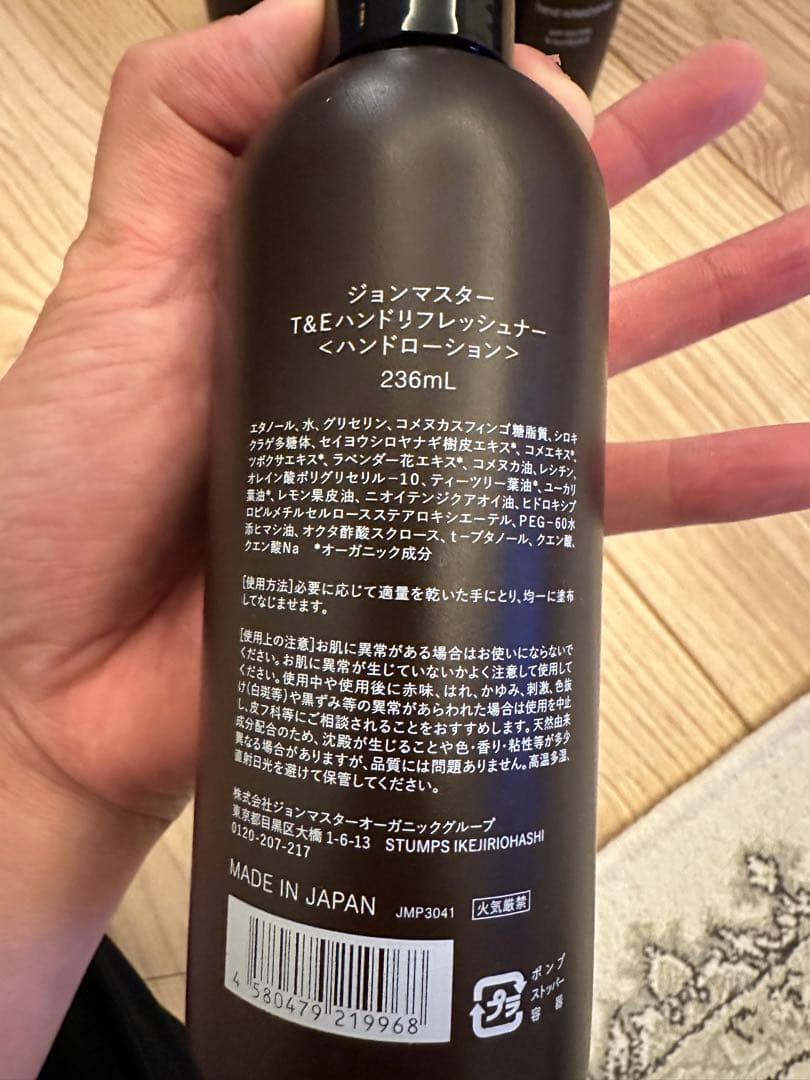 ジョンマスター
T&Eハンドリフレッシュナー
<ハンドローション>
236mL
エタノール、水、グリセリン、コメヌカスフィンゴ糖脂質、シロキ
クラゲ多糖体、セイヨウシロヤナギ樹皮エキス*、コメエキス*、
ツボクサエキス*、ラベンダー花エキス*、コメヌカ油、レシチン、
オレイン酸ポリグリセリル-10、ティーツリー葉油*、ユーカリ
葉油*、レモン果皮油、ニオイテンジクアオイ油、ヒドロキシプ
ロピルメチルセルロースステアロキシエーテル、PEG-60水
添ヒマシ油、オクタ酢酸スクロース、t-ブタノール、クエン酸、
クエン酸Na *オーガニック成分
[使用方法]必要に応じて適量を乾いた手にとり、均一に塗布
してなじませます。
[使用上の注意]お肌に異常がある場合はお使いにならないで
ください。お肌に異常が生じていないかよく注意して使用して
ください。使用中や使用後に赤味、はれ、かゆみ、刺激、色抜
け(白斑等)や黒ずみ等の異常があらわれた場合は使用を中止
し、皮フ科等にご相談されることをおすすめします。天然由来
成分配合のため、沈殿が生じることや色・香り・粘性等が多少
異なる場合がありますが、品質には問題ありません。高温多湿、
直射日光を避けて保管してください。
株式会社ジョンマスターオーガニックグループ
東京都目黒区大橋1-6-13 STUMPS IKEJIRIOHASHI
0120-207-217
MADE IN JAPAN JMP3041 火気厳禁
4 580479 219968
プラ
ポンプ
ストッパー
容器